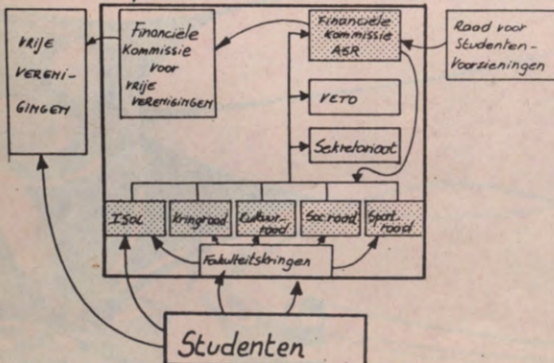 VRIJE
VERENI-
GINGEN
Financiële
Kommissie
voor
VRIJE
VERENIGINGEN
Financiële
Kommissie
ASR
Raad voor
Studenten-
Voorzieningen
VETO
Sekretariaat
ISOL
Kringraad
Kultuur-
raad
Soc.raad
Sport
raad
Fakulteitskringen
Studenten